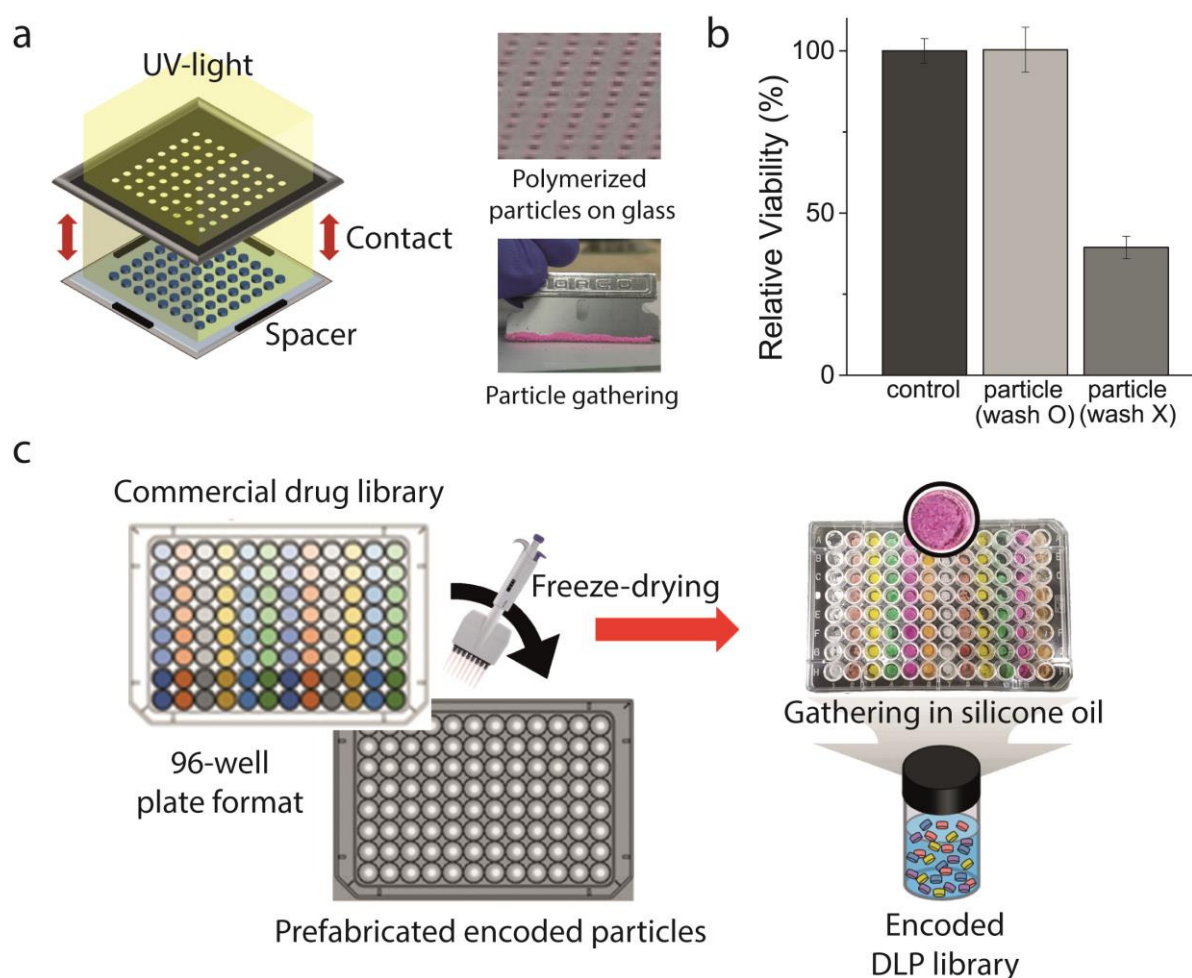 a
UV-light
Contact
Spacer
Polymerized
particles on glass
Particle gathering
b
Relative Viability (%)
100
50
0
control
particle
(wash O)
particle
(wash X)
c
Commercial drug library
96-well
plate format
Freeze-drying
Prefabricated encoded particles
Gathering in silicone oil
Encoded
DLP library